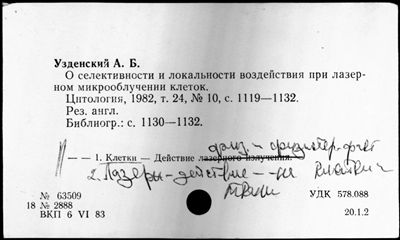 Узденский А. Б.
О селективности и локальности воздействия при лазер-
ном микрооблучении клеток.
Цитология, 1982, т. 24, № 10, с. 1119—1132.
Рез. англ.
Библиогр.: с. 1130—1132.
физ.-
1. Клетки — Действие лазерного излучения.
2. Лазеры - действие - на
№ 63509
18 № 2888
ВКП 6 VI 83
УДК 578.088
20.1.2